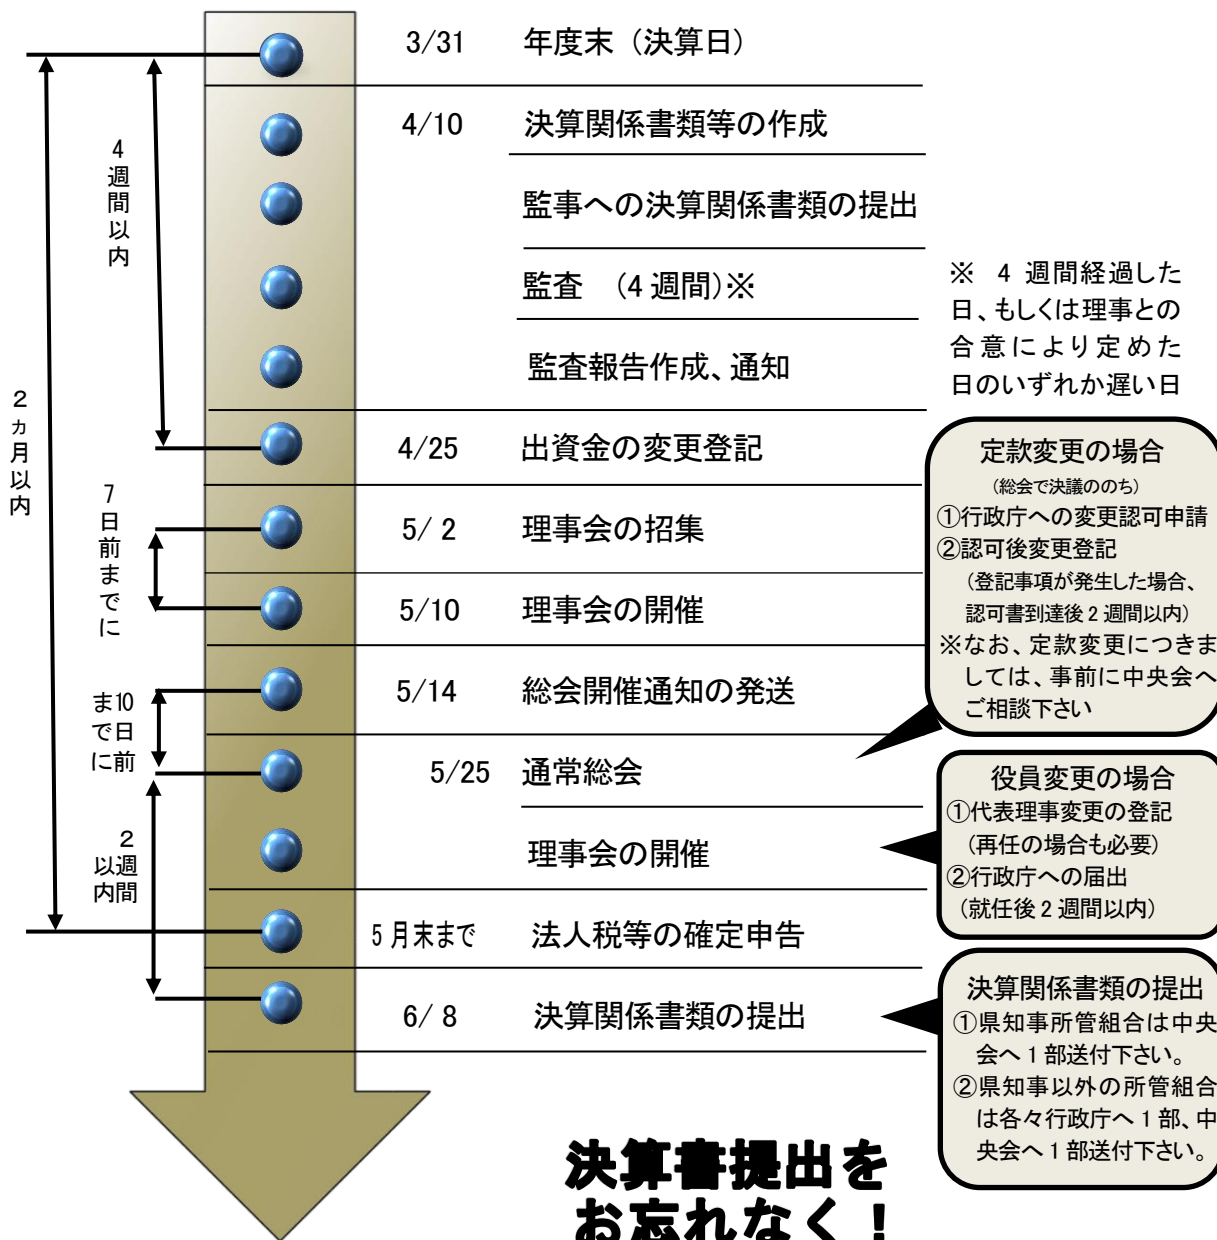 3/31 年度末（決算日）
4/10 決算関係書類等の作成
監事への決算関係書類の提出
監査 （4週間）※
監査報告作成、通知
4/25 出資金の変更登記
5/ 2 理事会の招集
5/10 理事会の開催
5/14 総会開催通知の発送
5/25 通常総会
理事会の開催
5月末まで 法人税等の確定申告
6/ 8 決算関係書類の提出
4週間以内
2ヵ月以内
7日前までに
10日前までに
2週間以内
※ 4 週間経過した
日、もしくは理事との
合意により定めた
日のいずれか遅い日
定款変更の場合
（総会で決議ののち）
①行政庁への変更認可申請
②認可後変更登記
（登記事項が発生した場合、
認可書到達後2週間以内）
※なお、定款変更につきま
しては、事前に中央会へ
ご相談下さい
役員変更の場合
①代表理事変更の登記
（再任の場合も必要）
②行政庁への届出
（就任後2週間以内）
決算関係書類の提出
①県知事所管組合は中央
会へ1部送付下さい。
②県知事以外の所管組合
は各々行政庁へ1部、中
央会へ1部送付下さい。
決算書提出を
お忘れなく！